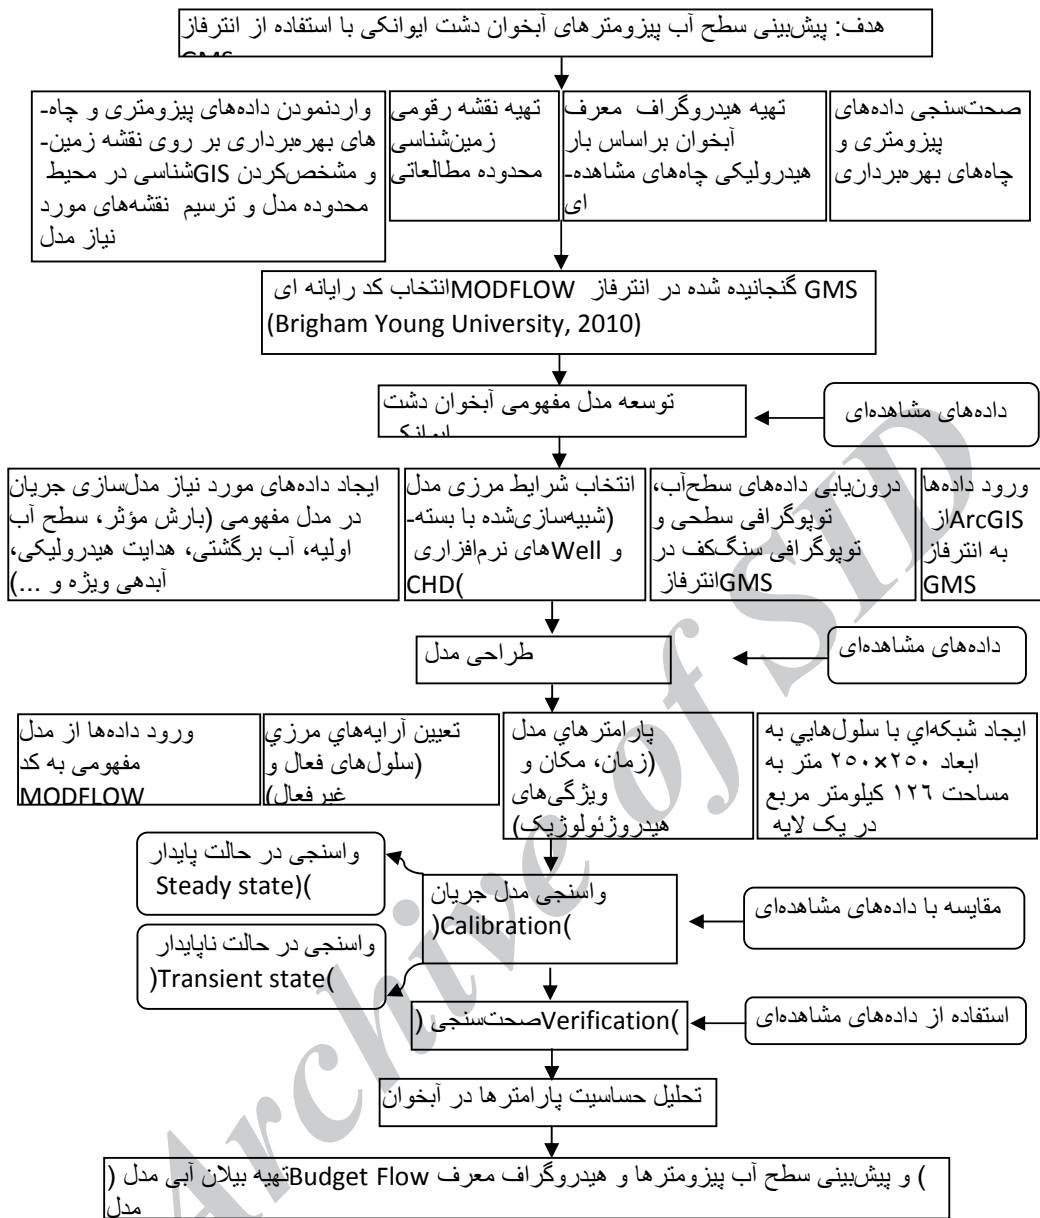 هدف: پیش‌بینی سطح آب پیزومترهای آبخوان دشت ایوانکی با استفاده از انترفاز
GMS
صحت‌سنجی داده‌های
پیزومتری و
چاه‌های بهره‌برداری
تهیه هیدروگراف معرف
آبخوان براساس بار
هیدرولیکی چاه‌های مشاهده-
ای
تهیه نقشه رقومی
زمین‌شناسی
محدوده مطالعاتی
واردنمودن داده‌های پیزومتری و چاه-
های بهره‌برداری بر روی نقشه زمین-
شناسی در محیط GIS و مشخص‌کردن
محدوده مدل و ترسیم نقشه‌های مورد
نیاز مدل
انتخاب کد رایانه ای MODFLOW گنجانیده شده در انترفاز GMS
(Brigham Young University, 2010)
توسعه مدل مفهومی آبخوان دشت
ایوانکی
داده‌های مشاهده‌ای
ورود داده‌ها
از ArcGIS
به انترفاز
GMS
درون‌یابی داده‌های سطح‌آب،
توپوگرافی سطحی و
توپوگرافی سنگ‌کف در
انترفاز GMS
انتخاب شرایط مرزی مدل
(شبیه‌سازی‌شده با بسته-
های نرم‌افزاری Well و
CHD)
ایجاد داده‌های مورد نیاز مدل‌سازی جریان
در مدل مفهومی (بارش مؤثر، سطح آب
اولیه، آب برگشتی، هدایت هیدرولیکی،
آبدهی ویژه و ...)
طراحی مدل
داده‌های مشاهده‌ای
ایجاد شبکه‌اي با سلول‌هايي به
ابعاد ٢٥٠×٢٥٠ متر به
مساحت ١٢٦ کیلومتر مربع
در یک لایه
پارامترهاي مدل
(زمان، مکان و
ویژگی‌های
هیدروژئولوژیک)
تعیین آرایه‌هاي مرزي
(سلول‌های فعال و
غیرفعال)
ورود داده‌ها از مدل
مفهومی به کد
MODFLOW
واسنجی در حالت پایدار
(Steady state)
واسنجی مدل جریان
(Calibration)
مقایسه با داده‌های مشاهده‌ای
واسنجی در حالت ناپایدار
(Transient state)
صحت‌سنجی (Verification)
استفاده از داده‌های مشاهده‌ای
تحلیل حساسیت پارامترها در آبخوان
تهیه بیلان آبی مدل (Budget Flow) و پیش‌بینی سطح آب پیزومترها و هیدروگراف معرف
مدل
Archive of SID